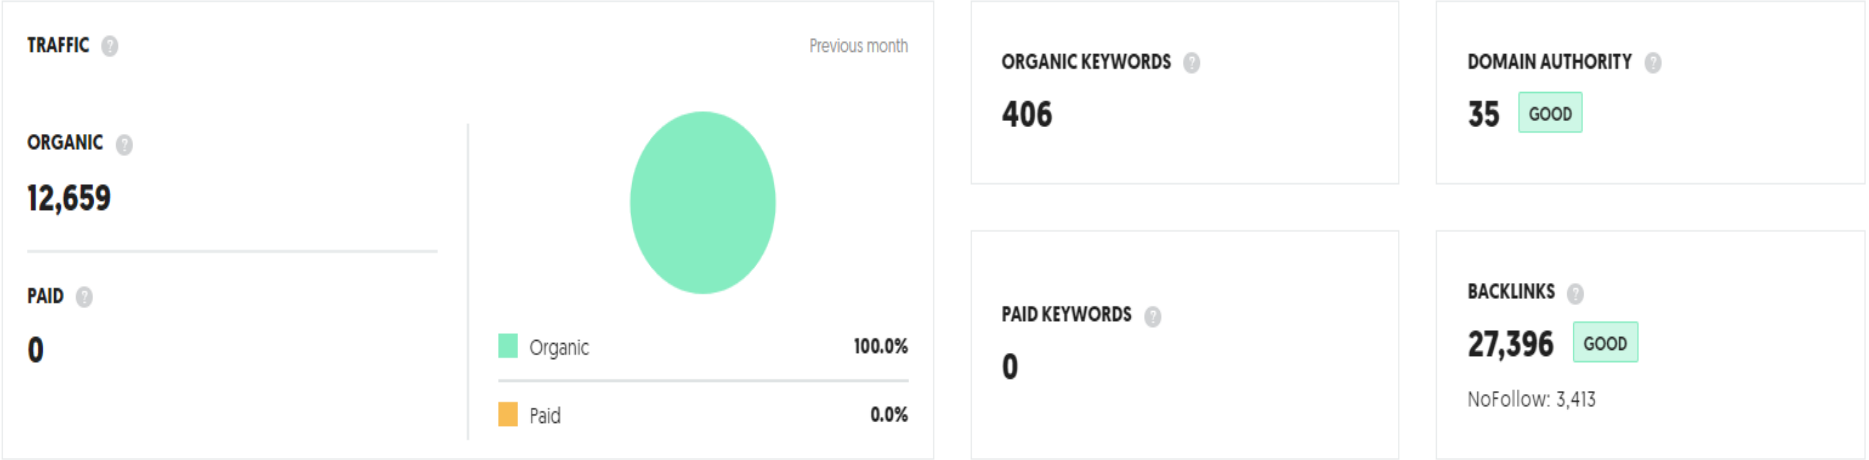 TRAFFIC ?
Previous month
ORGANIC ?
12,659
PAID ?
0
Organic 100.0%
Paid 0.0%
ORGANIC KEYWORDS ?
406
DOMAIN AUTHORITY ?
35 GOOD
PAID KEYWORDS ?
0
BACKLINKS ?
27,396 GOOD
NoFollow: 3,413